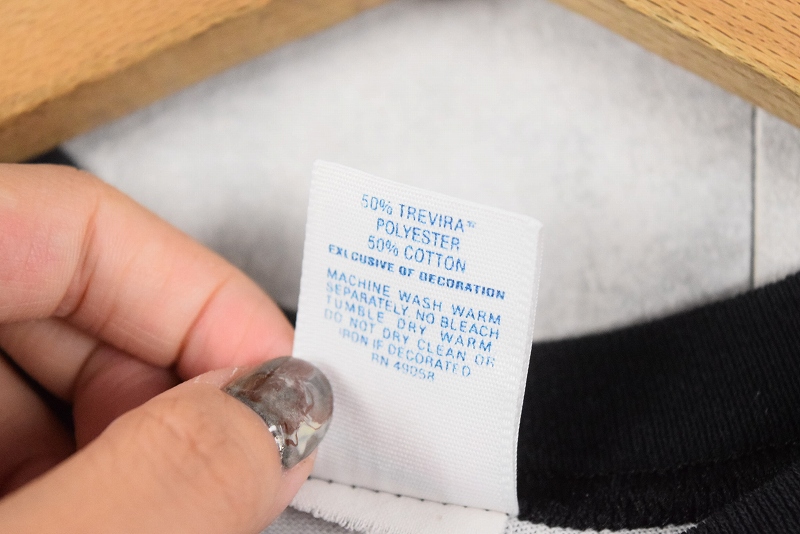 50% TREVIRA™
POLYESTER
50% COTTON
EXLCUSIVE OF DECORATION
MACHINE WASH WARM
SEPARATELY, NO BLEACH
TUMBLE DRY WARM
DO NOT DRY CLEAN OR
IRON IF DECORATED
RN 49058